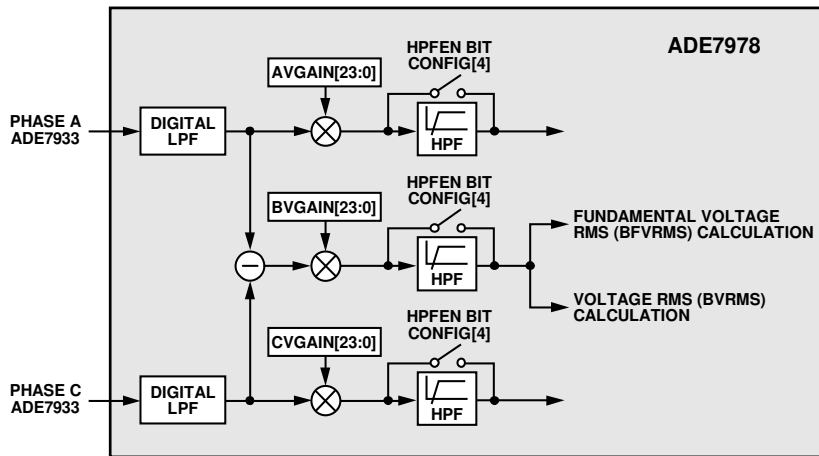 ADE7978
HPFEN BIT
CONFIG[4]
AVGAIN[23:0]
PHASE A
ADE7933
DIGITAL
LPF
HPF
HPFEN BIT
CONFIG[4]
BVGAIN[23:0]
HPF
FUNDAMENTAL VOLTAGE
RMS (BFVRMS) CALCULATION
VOLTAGE RMS (BVRMS)
CALCULATION
HPFEN BIT
CONFIG[4]
CVGAIN[23:0]
PHASE C
ADE7933
DIGITAL
LPF
HPF